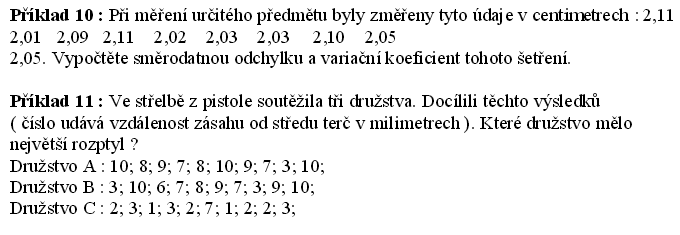 Příklad 10 : Při měření určitého předmětu byly změřeny tyto údaje v centimetrech : 2,11
2,01 2,09 2,11 2,02 2,03 2,03 2,10 2,05
2,05. Vypočtěte směrodatnou odchylku a variační koeficient tohoto šetření.
Příklad 11 : Ve střelbě z pistole soutěžila tři družstva. Docílili těchto výsledků
( číslo udává vzdálenost zásahu od středu terč v milimetrech ). Které družstvo mělo
největší rozptyl ?
Družstvo A : 10; 8; 9; 7; 8; 10; 9; 7; 3; 10;
Družstvo B : 3; 10; 6; 7; 8; 9; 7; 3; 9; 10;
Družstvo C : 2; 3; 1; 3; 2; 7; 1; 2; 2; 3;